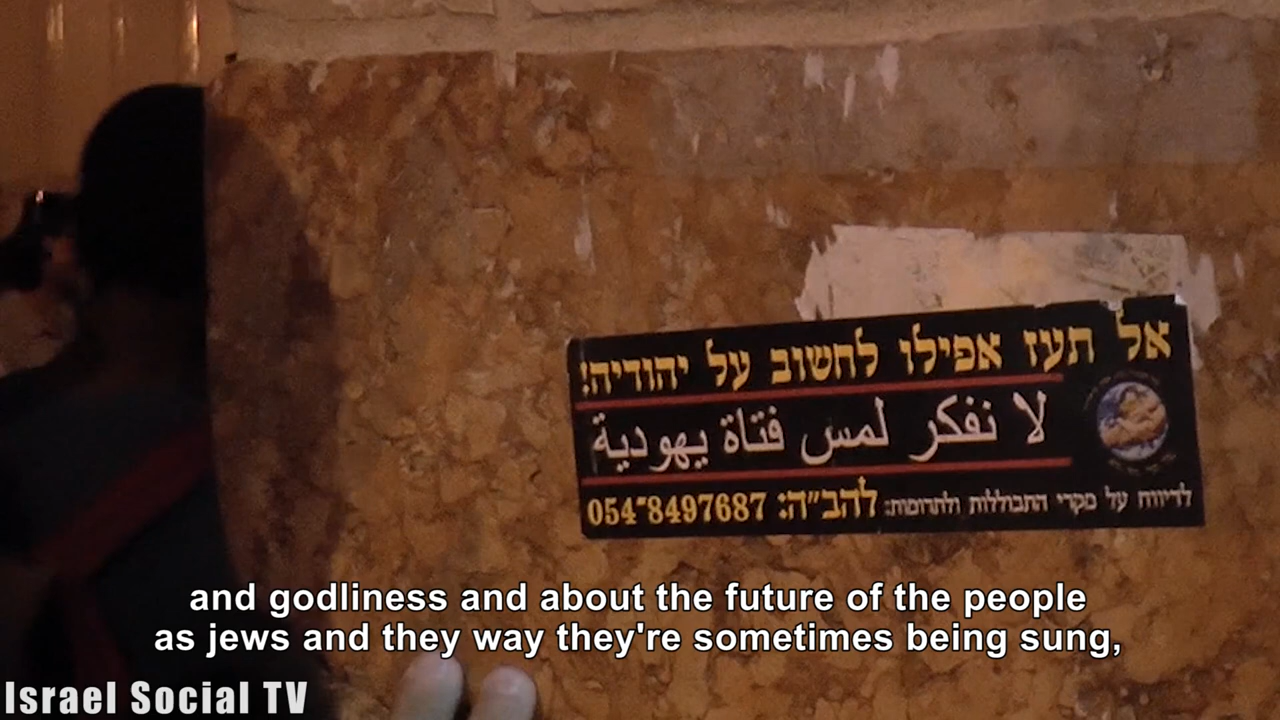 אל תעז אפילו לחשוב על יהודיה!
لا نفكر لمس فتاة يهودية
לדיווח על מקרי התבוללות ולתרומות: להב"ה: 054-8497687
and godliness and about the future of the people
as jews and they way they're sometimes being sung,
Israel Social TV